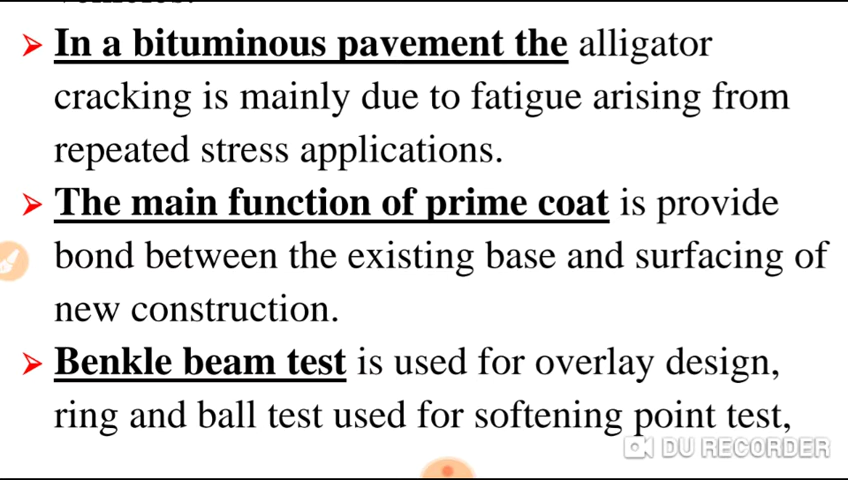 ➢ In a bituminous pavement the alligator
cracking is mainly due to fatigue arising from
repeated stress applications.
➢ The main function of prime coat is provide
bond between the existing base and surfacing of
new construction.
➢ Benkle beam test is used for overlay design,
ring and ball test used for softening point test,
DU RECORDER